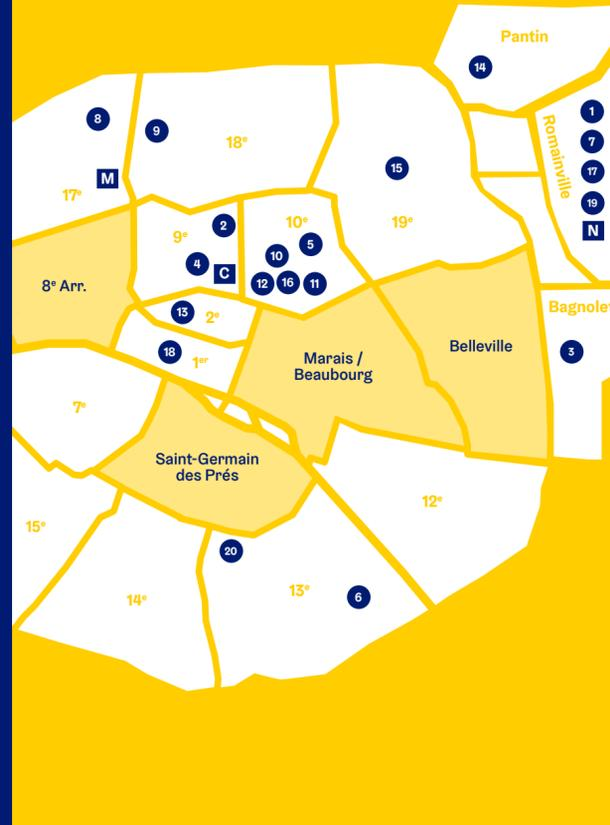 Pantin
14
1
8
9
7
18ᵉ
Romainville
15
17
M
17ᵉ
19
2
10ᵉ
19ᵉ
N
9ᵉ
5
10
4
C
8ᵉ Arr.
12
16
11
Bagnole
13
2ᵉ
Belleville
18
1ᵉʳ
Marais /
Beaubourg
3
7ᵉ
Saint-Germain
des Prés
12ᵉ
15ᵉ
20
13ᵉ
6
14ᵉ